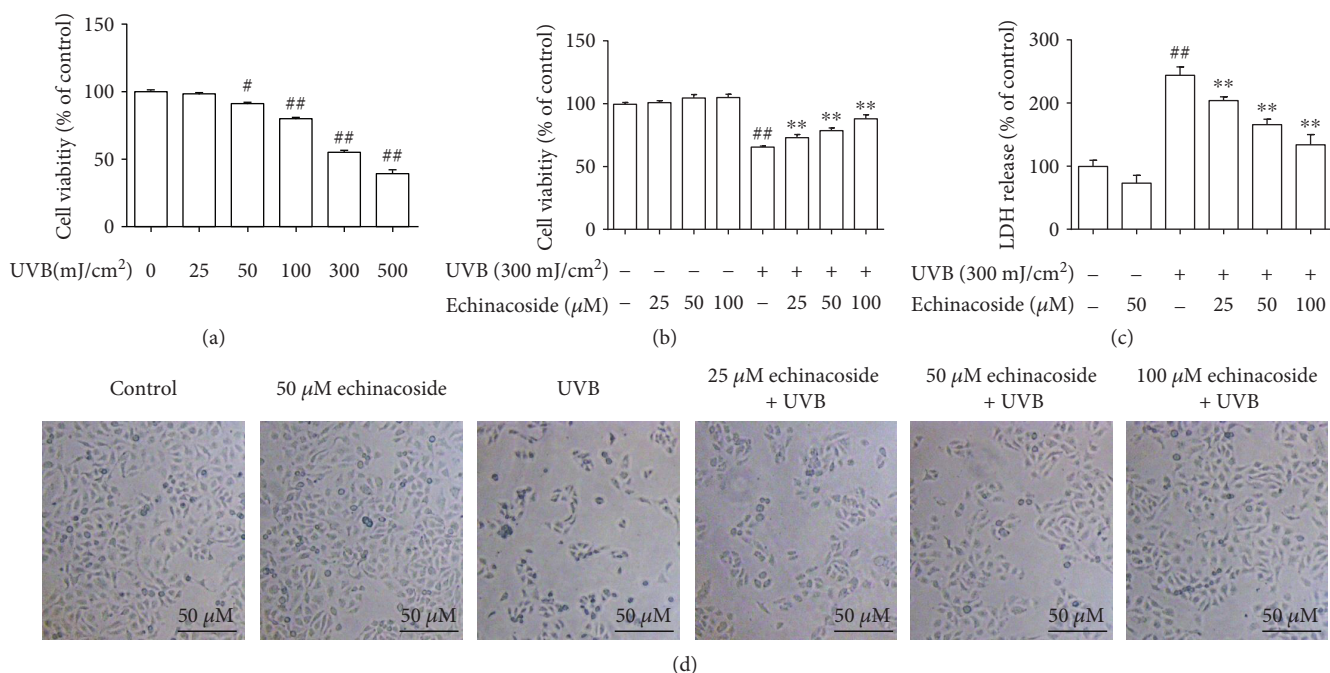 150
100
50
0
Cell viabitiy (% of control)
#
##
##
##
UVB(mJ/cm²) 0 25 50 100 300 500
(a)
150
100
50
0
Cell viabitiy (% of control)
##
**
**
**
UVB (300 mJ/cm²) – – – – + + + +
Echinacoside (μM) – 25 50 100 – 25 50 100
(b)
300
200
100
0
LDH release (% of control)
##
**
**
**
UVB (300 mJ/cm²) – – + + + +
Echinacoside (μM) – 50 – 25 50 100
(c)
Control
50 μM echinacoside
UVB
25 μM echinacoside
+ UVB
50 μM echinacoside
+ UVB
100 μM echinacoside
+ UVB
50 μM
50 μM
50 μM
50 μM
50 μM
50 μM
(d)